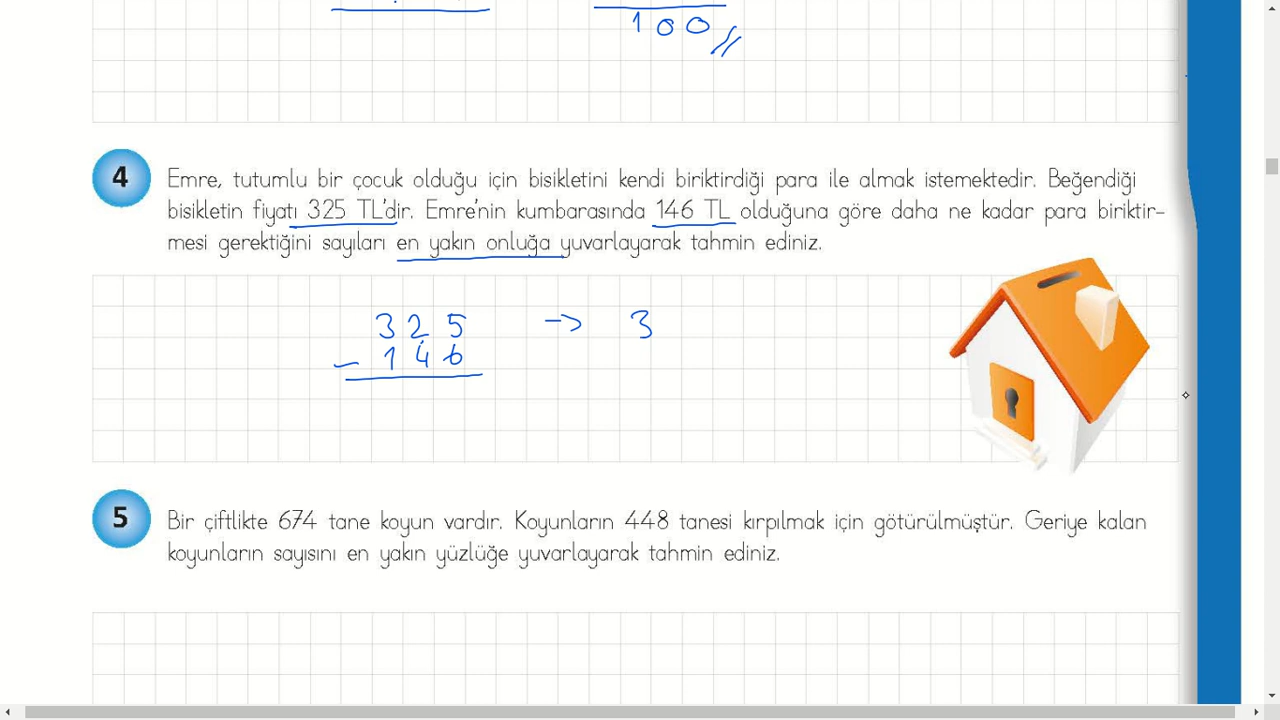 100
4
Emre, tutumlu bir çocuk olduğu için bisikletini kendi biriktirdiği para ile almak istemektedir. Beğendiği
bisikletin fiyatı 325 TL'dir. Emre'nin kumbarasında 146 TL olduğuna göre daha ne kadar para biriktir-
mesi gerektiğini sayıları en yakın onluğa yuvarlayarak tahmin ediniz.
325 -> 3
- 146
5
Bir çiftlikte 674 tane koyun vardır. Koyunların 448 tanesi kırpılmak için götürülmüştür. Geriye kalan
koyunların sayısını en yakın yüzlüğe yuvarlayarak tahmin ediniz.